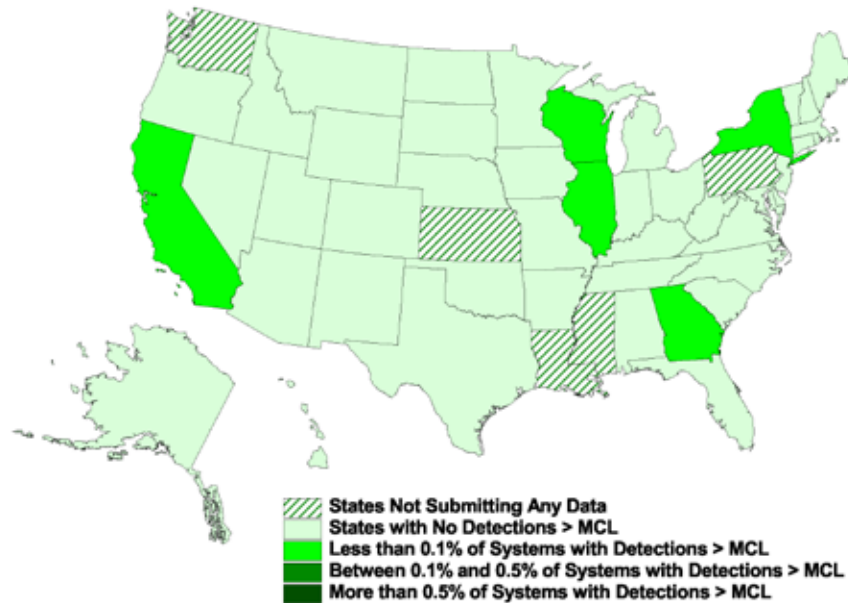 States Not Submitting Any Data
States with No Detections > MCL
Less than 0.1% of Systems with Detections > MCL
Between 0.1% and 0.5% of Systems with Detections > MCL
More than 0.5% of Systems with Detections > MCL